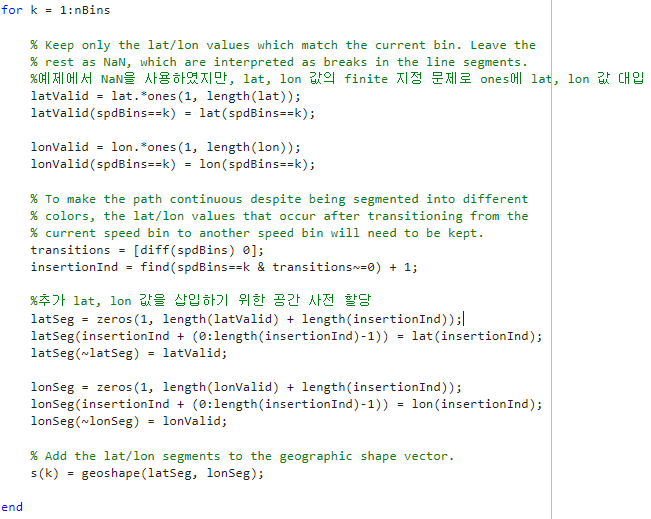 for k = 1:nBins
% Keep only the lat/lon values which match the current bin. Leave the
% rest as NaN, which are interpreted as breaks in the line segments.
%예제에서 NaN을 사용하였지만, lat, lon 값의 finite 지정 문제로 ones에 lat, lon 값 대입
latValid = lat.*ones(1, length(lat));
latValid(spdBins==k) = lat(spdBins==k);
lonValid = lon.*ones(1, length(lon));
lonValid(spdBins==k) = lon(spdBins==k);
% To make the path continuous despite being segmented into different
% colors, the lat/lon values that occur after transitioning from the
% current speed bin to another speed bin will need to be kept.
transitions = [diff(spdBins) 0];
insertionInd = find(spdBins==k & transitions~=0) + 1;
%추가 lat, lon 값을 삽입하기 위한 공간 사전 할당
latSeg = zeros(1, length(latValid) + length(insertionInd));
latSeg(insertionInd + (0:length(insertionInd)-1)) = lat(insertionInd);
latSeg(~latSeg) = latValid;
lonSeg = zeros(1, length(lonValid) + length(insertionInd));
lonSeg(insertionInd + (0:length(insertionInd)-1)) = lon(insertionInd);
lonSeg(~lonSeg) = lonValid;
% Add the lat/lon segments to the geographic shape vector.
s(k) = geoshape(latSeg, lonSeg);
end